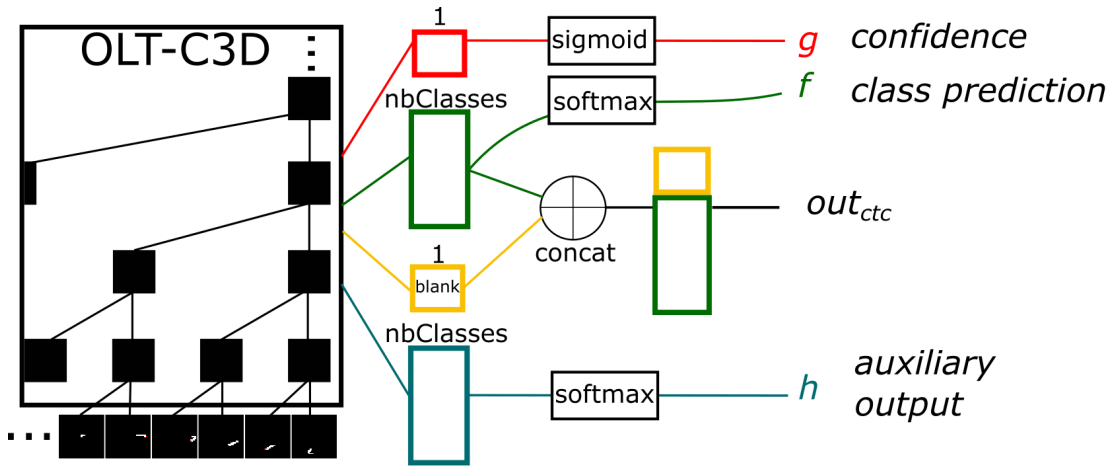 OLT-C3D
1
sigmoid
g confidence
nbClasses
softmax
f class prediction
out_ctc
concat
1
blank
nbClasses
softmax
h auxiliary
output